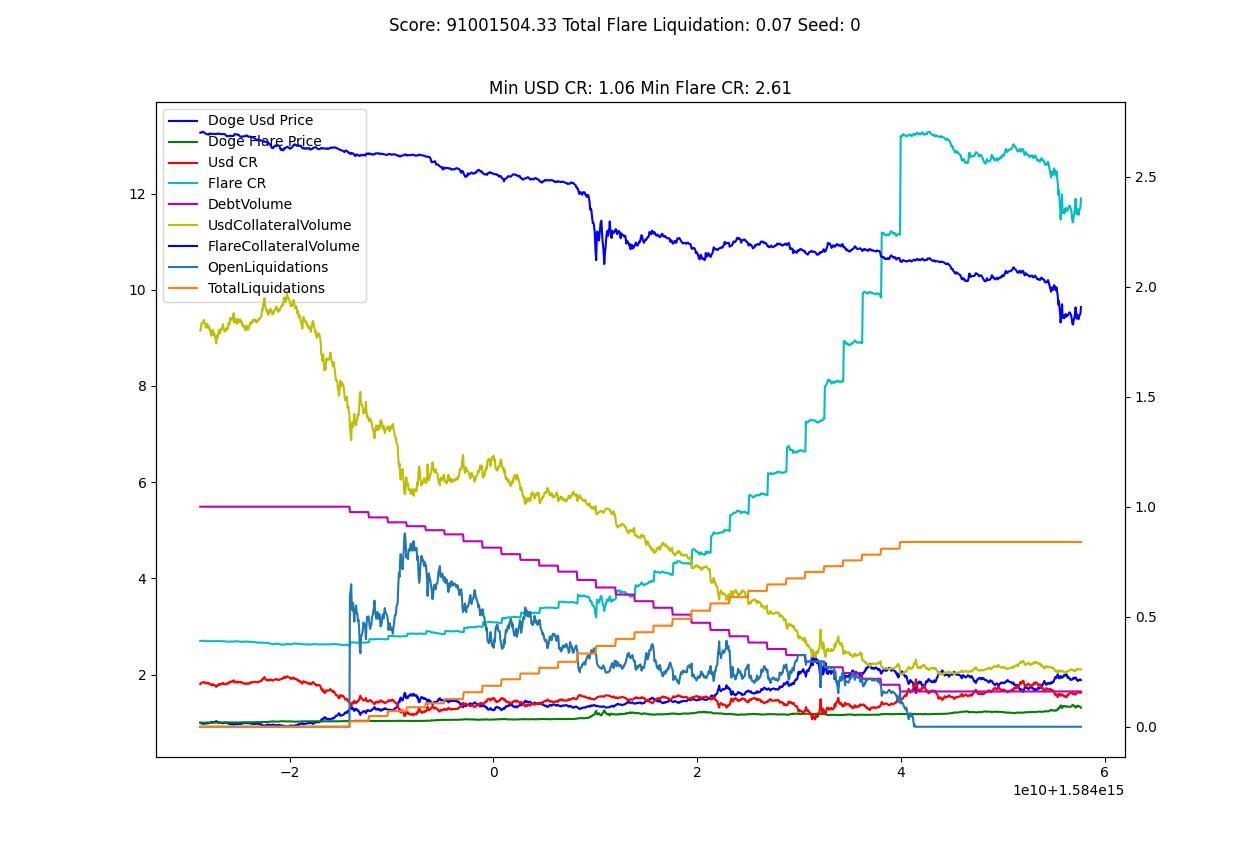 Score: 91001504.33 Total Flare Liquidation: 0.07 Seed: 0
Min USD CR: 1.06 Min Flare CR: 2.61
Doge Usd Price
Doge Flare Price
Usd CR
Flare CR
DebtVolume
UsdCollateralVolume
FlareCollateralVolume
OpenLiquidations
TotalLiquidations
12
10
8
6
4
2
2.5
2.0
1.5
1.0
0.5
0.0
−2
0
2
4
6
1e10+1.584e15